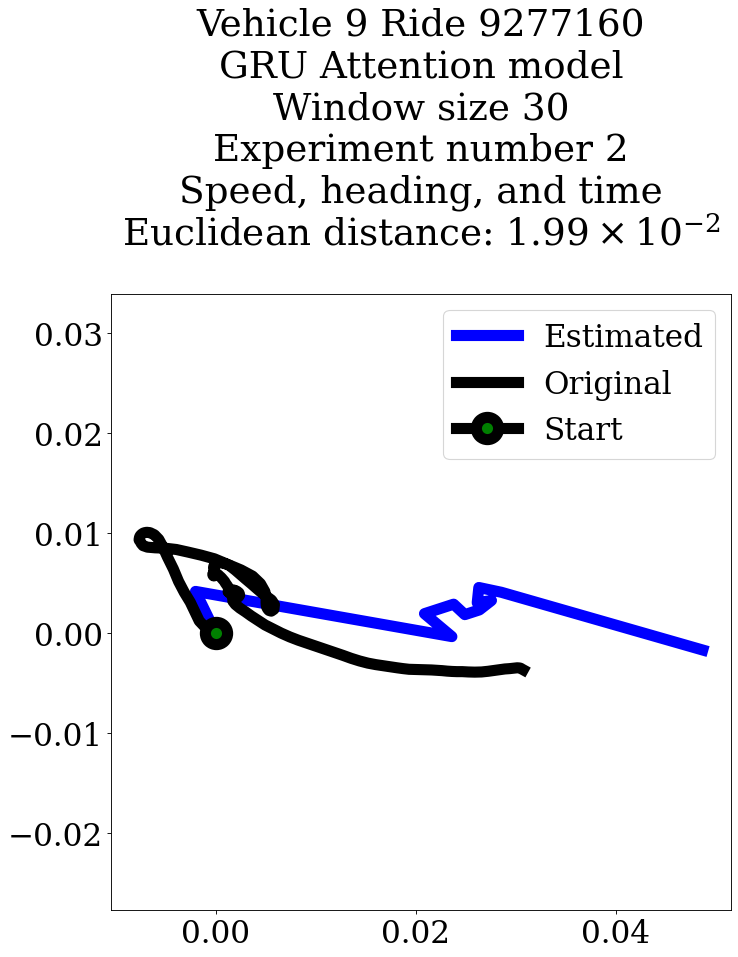 Vehicle 9 Ride 9277160
GRU Attention model
Window size 30
Experiment number 2
Speed, heading, and time
Euclidean distance: 1.99 × 10⁻²
Estimated
Original
Start
0.03
0.02
0.01
0.00
−0.01
−0.02
0.00 0.02 0.04